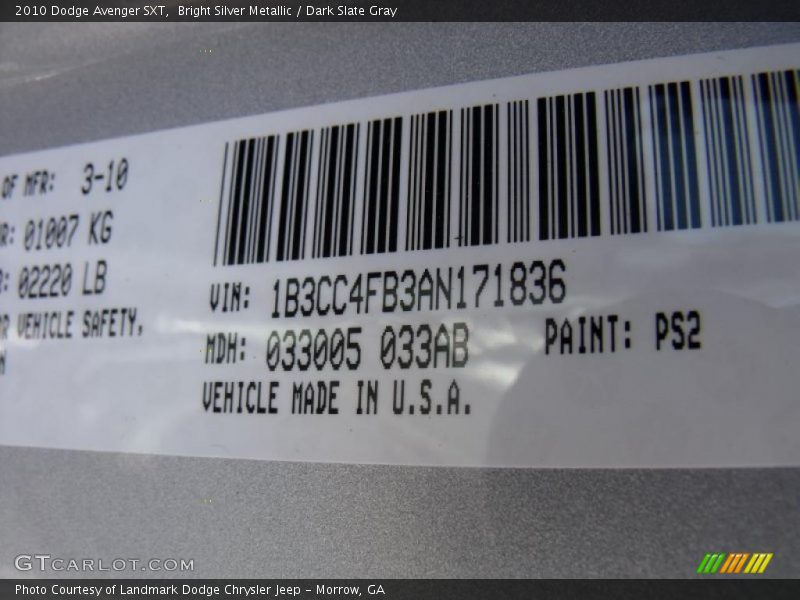 2010 Dodge Avenger SXT,  Bright Silver Metallic / Dark Slate Gray
OF MFR: 3-10
R: 01007 KG
: 02220 LB
R VEHICLE SAFETY,
VIN: 1B3CC4FB3AN171836
MDH: 033005 033AB
PAINT: PS2
VEHICLE MADE IN U.S.A.
GTCARLOT.COM
Photo Courtesy of Landmark Dodge Chrysler Jeep - Morrow, GA